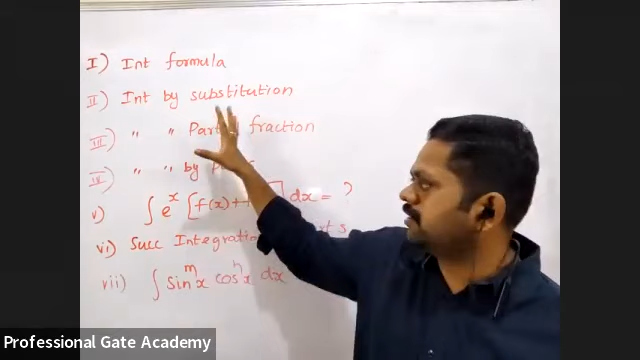 I) Int formula
II) Int by substitution
III) " " fraction
IV) " " by
v) ∫ e^x [f(x)+ ] dx = ?
vi) Succ Integration
vii) ∫ sin^m x cos^n x dx
Professional Gate Academy